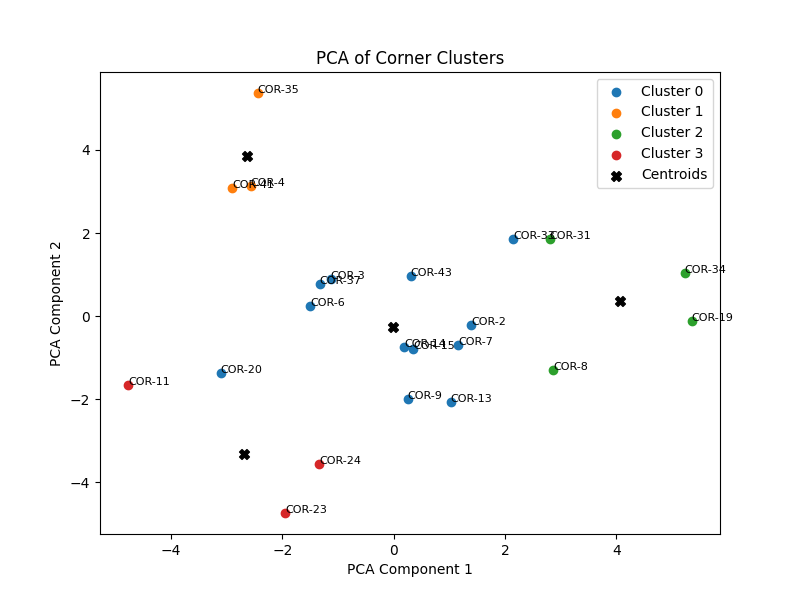 PCA of Corner Clusters
COR-35
Cluster 0
Cluster 1
Cluster 2
Cluster 3
Centroids
COR-41
COR-4
COR-33
COR-31
COR-34
COR-3
COR-37
COR-43
COR-6
COR-19
COR-2
COR-14
COR-15
COR-7
COR-20
COR-8
COR-11
COR-9
COR-13
COR-24
COR-23
4
2
0
−2
−4
PCA Component 2
−4
−2
0
2
4
PCA Component 1